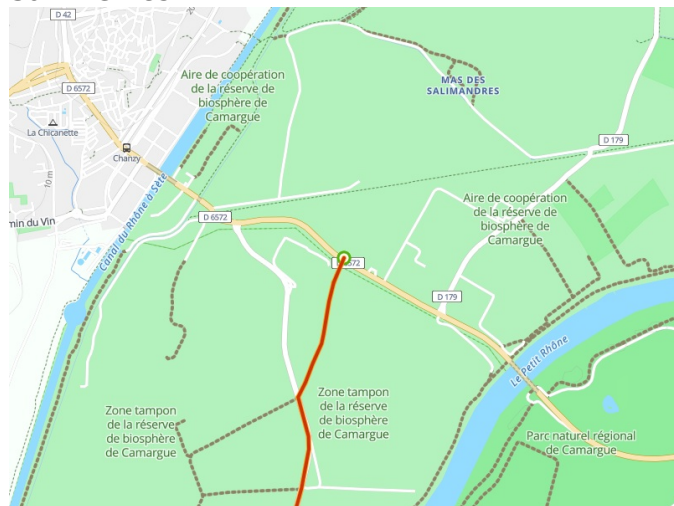 D 42
D 6572
La Chicanette
Chanzy
Aire de coopération
de la réserve de
biosphère de
Camargue
MAS DES
SALIMANDRES
D 179
10 m
min du Vin
Canal du Rhône à Sète
D 6572
Aire de coopération
de la réserve de
biosphère de
Camargue
6572
D 179
Le Petit Rhône
Zone tampon
de la réserve
de biosphère
de Camargue
Zone tampon
de la réserve
de biosphère
de Camargue
Parc naturel régional
de Camargue